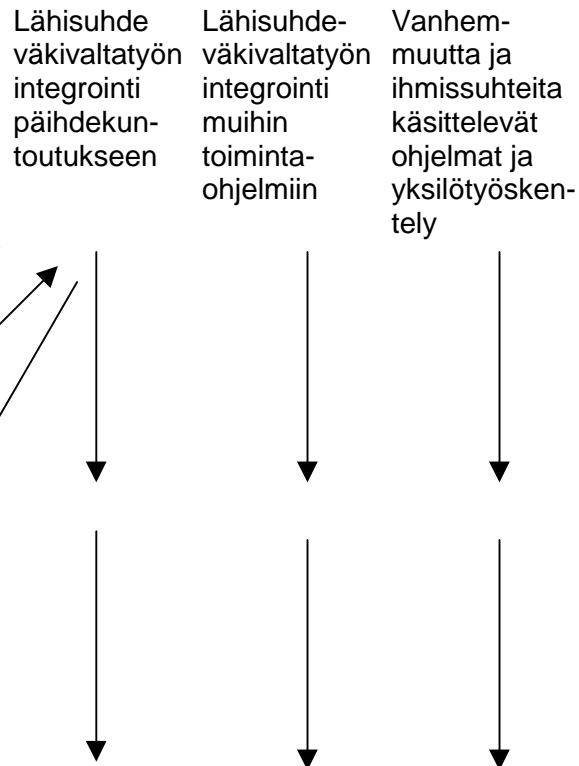 Lähisuhde
väkivaltatyön
integrointi
päihdekun-
toutukseen
Lähisuhde-
väkivaltatyön
integrointi
muihin
toiminta-
ohjelmiin
Vanhem-
muutta ja
ihmissuhteita
käsittelevät
ohjelmat ja
yksilötyösken-
tely